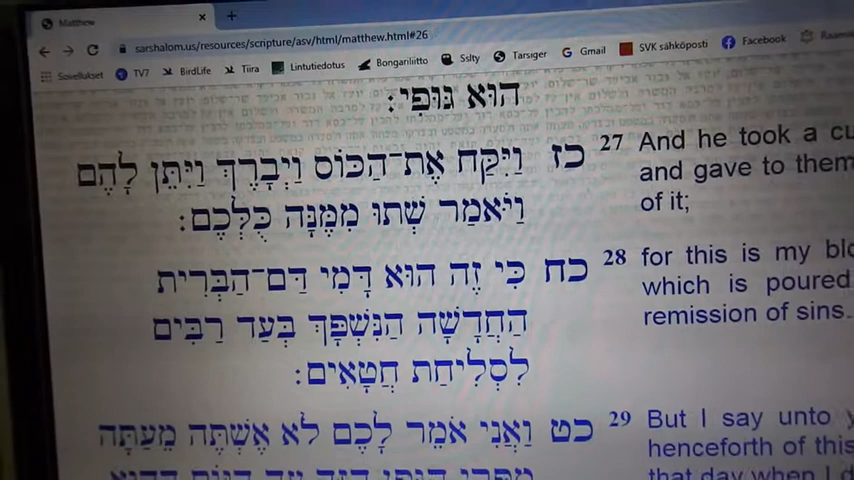 Matthew
sarshalom.us/resources/scripture/asv/html/matthew.html#26
Sovellukset TV7 BirdLife Tiira Lintutiedotus Bongariliitto Sslty Tarsiger Gmail SVK sähköposti Facebook
הוּא גּוּפִי׃
כז וַיִּקַּח אֶת־הַכּוֹס וַיְבָרֶךְ וַיִּתֵּן לָהֶם
וַיֹּאמַר שְׁתוּ מִמֶּנָּה כֻּלְּכֶם׃
27 And he took a
and gave to them
of it;
כח כִּי זֶה הוּא דָּמִי דַּם־הַבְּרִית
הַחֲדָשָׁה הַנִּשְׁפָּךְ בְּעַד רַבִּים
לִסְלִיחַת חֲטָאִים׃
28 for this is my
which is poured
remission of sins.
כט וַאֲנִי אֹמֵר לָכֶם לֹא אֶשְׁתֶּה מֵעַתָּה
29 But I say unto
henceforth of this
that day when I